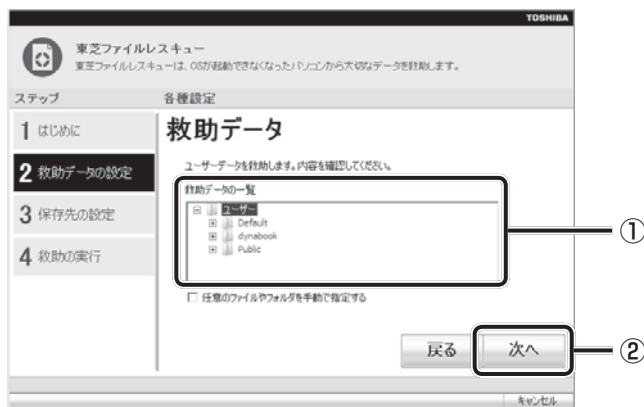 TOSHIBA
東芝ファイルレスキュー
東芝ファイルレスキューは、OSが起動できなくなったパソコンから大切なデータを救助します。
ステップ
各種設定
1 はじめに
2 救助データの設定
3 保存先の設定
4 救助の実行
救助データ
ユーザーデータを救助します。内容を確認してください。
救助データの一覧
ユーザー
Default
dynabook
Public
①
任意のファイルやフォルダを手動で指定する
戻る
次へ
②
キャンセル